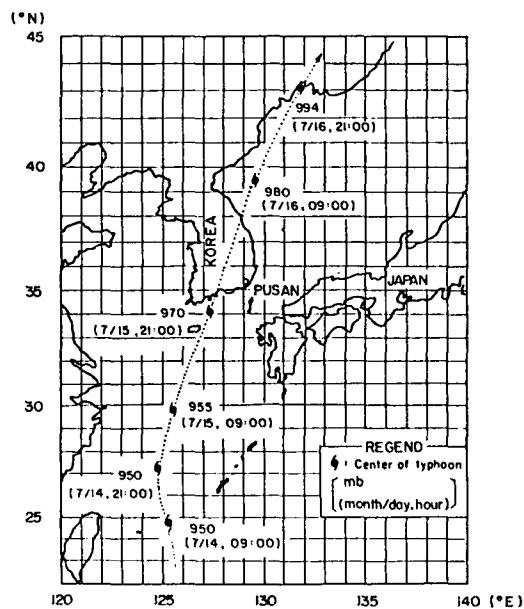 (°N)
45
994
(7/16, 21:00)
40
980
(7/16, 09:00)
KOREA
PUSAN
JAPAN
35
970
(7/15, 21:00)
30
955
(7/15, 09:00)
REGEND
: Center of typhoon
mb
(month/day, hour)
950
(7/14, 21:00)
25
950
(7/14, 09:00)
120 125 130 135 140 (°E)